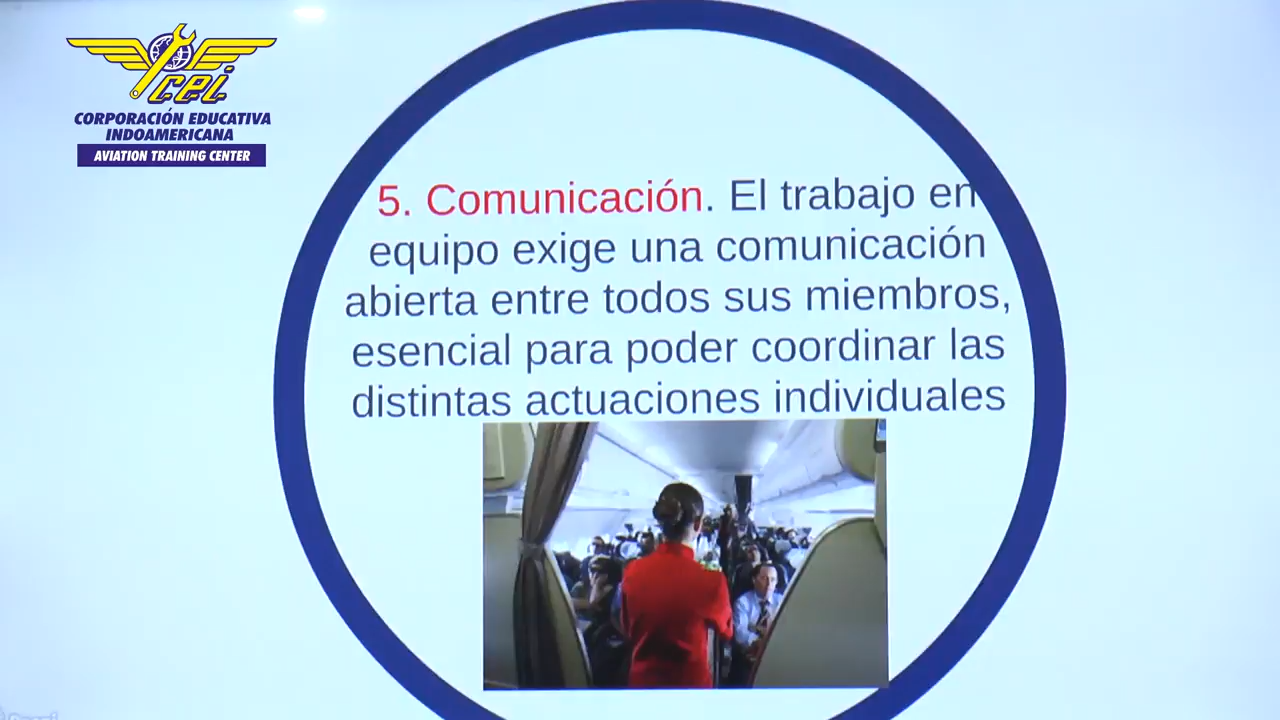 cei
CORPORACIÓN EDUCATIVA
INDOAMERICANA
AVIATION TRAINING CENTER
5. Comunicación. El trabajo en
equipo exige una comunicación
abierta entre todos sus miembros,
esencial para poder coordinar las
distintas actuaciones individuales